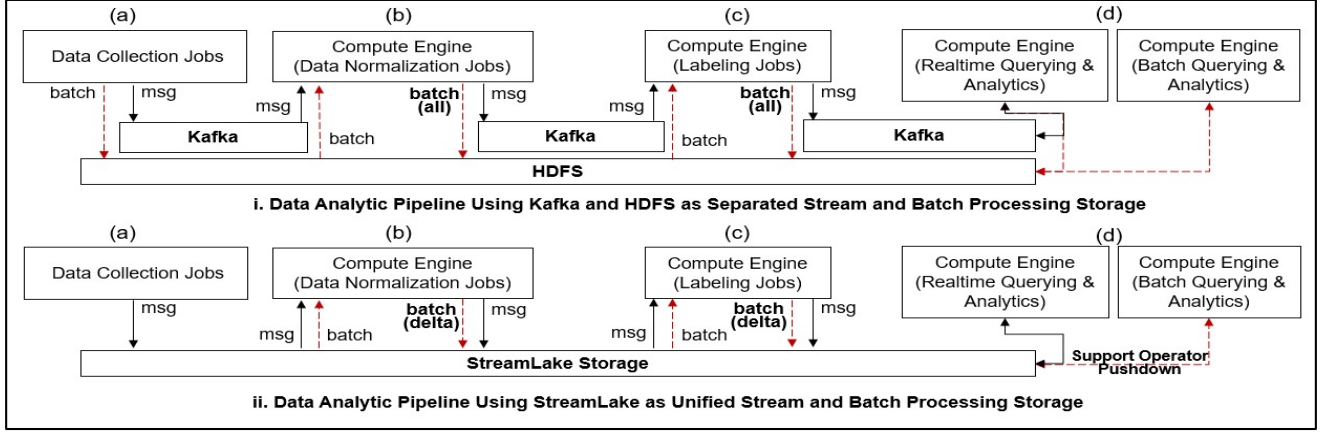 (a)
(b)
(c)
(d)
Data Collection Jobs
Compute Engine
(Data Normalization Jobs)
Compute Engine
(Labeling Jobs)
Compute Engine
(Realtime Querying &
Analytics)
Compute Engine
(Batch Querying &
Analytics)
batch
msg
msg
batch
(all)
msg
msg
batch
(all)
msg
Kafka
batch
Kafka
batch
Kafka
HDFS
i. Data Analytic Pipeline Using Kafka and HDFS as Separated Stream and Batch Processing Storage
(a)
(b)
(c)
(d)
Data Collection Jobs
Compute Engine
(Data Normalization Jobs)
Compute Engine
(Labeling Jobs)
Compute Engine
(Realtime Querying &
Analytics)
Compute Engine
(Batch Querying &
Analytics)
msg
msg
batch
batch
(delta)
msg
msg
batch
batch
(delta)
msg
StreamLake Storage
Support Operator
Pushdown
ii. Data Analytic Pipeline Using StreamLake as Unified Stream and Batch Processing Storage